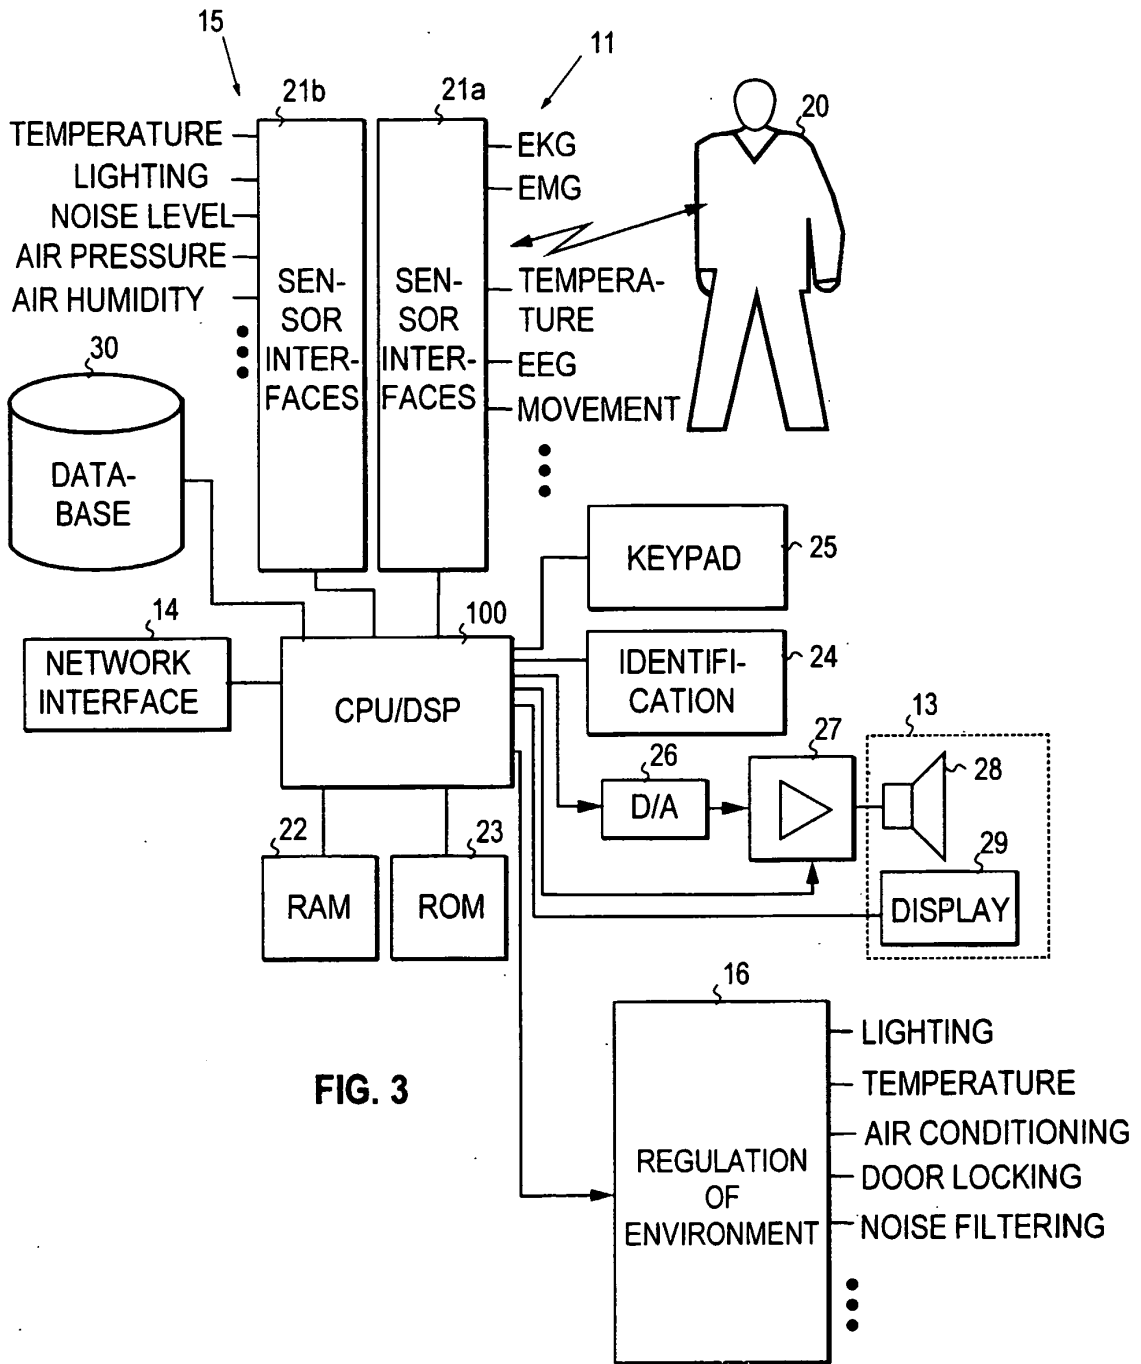 15
11
21b
21a
20
TEMPERATURE
LIGHTING
NOISE LEVEL
AIR PRESSURE
AIR HUMIDITY
SEN-
SOR
INTER-
FACES
SEN-
SOR
INTER-
FACES
EKG
EMG
TEMPERA-
TURE
EEG
MOVEMENT
30
DATA-
BASE
KEYPAD
25
14
NETWORK
INTERFACE
100
CPU/DSP
IDENTIFI-
CATION
24
26
D/A
27
13
28
29
DISPLAY
22
RAM
23
ROM
16
REGULATION
OF
ENVIRONMENT
LIGHTING
TEMPERATURE
AIR CONDITIONING
DOOR LOCKING
NOISE FILTERING
FIG. 3